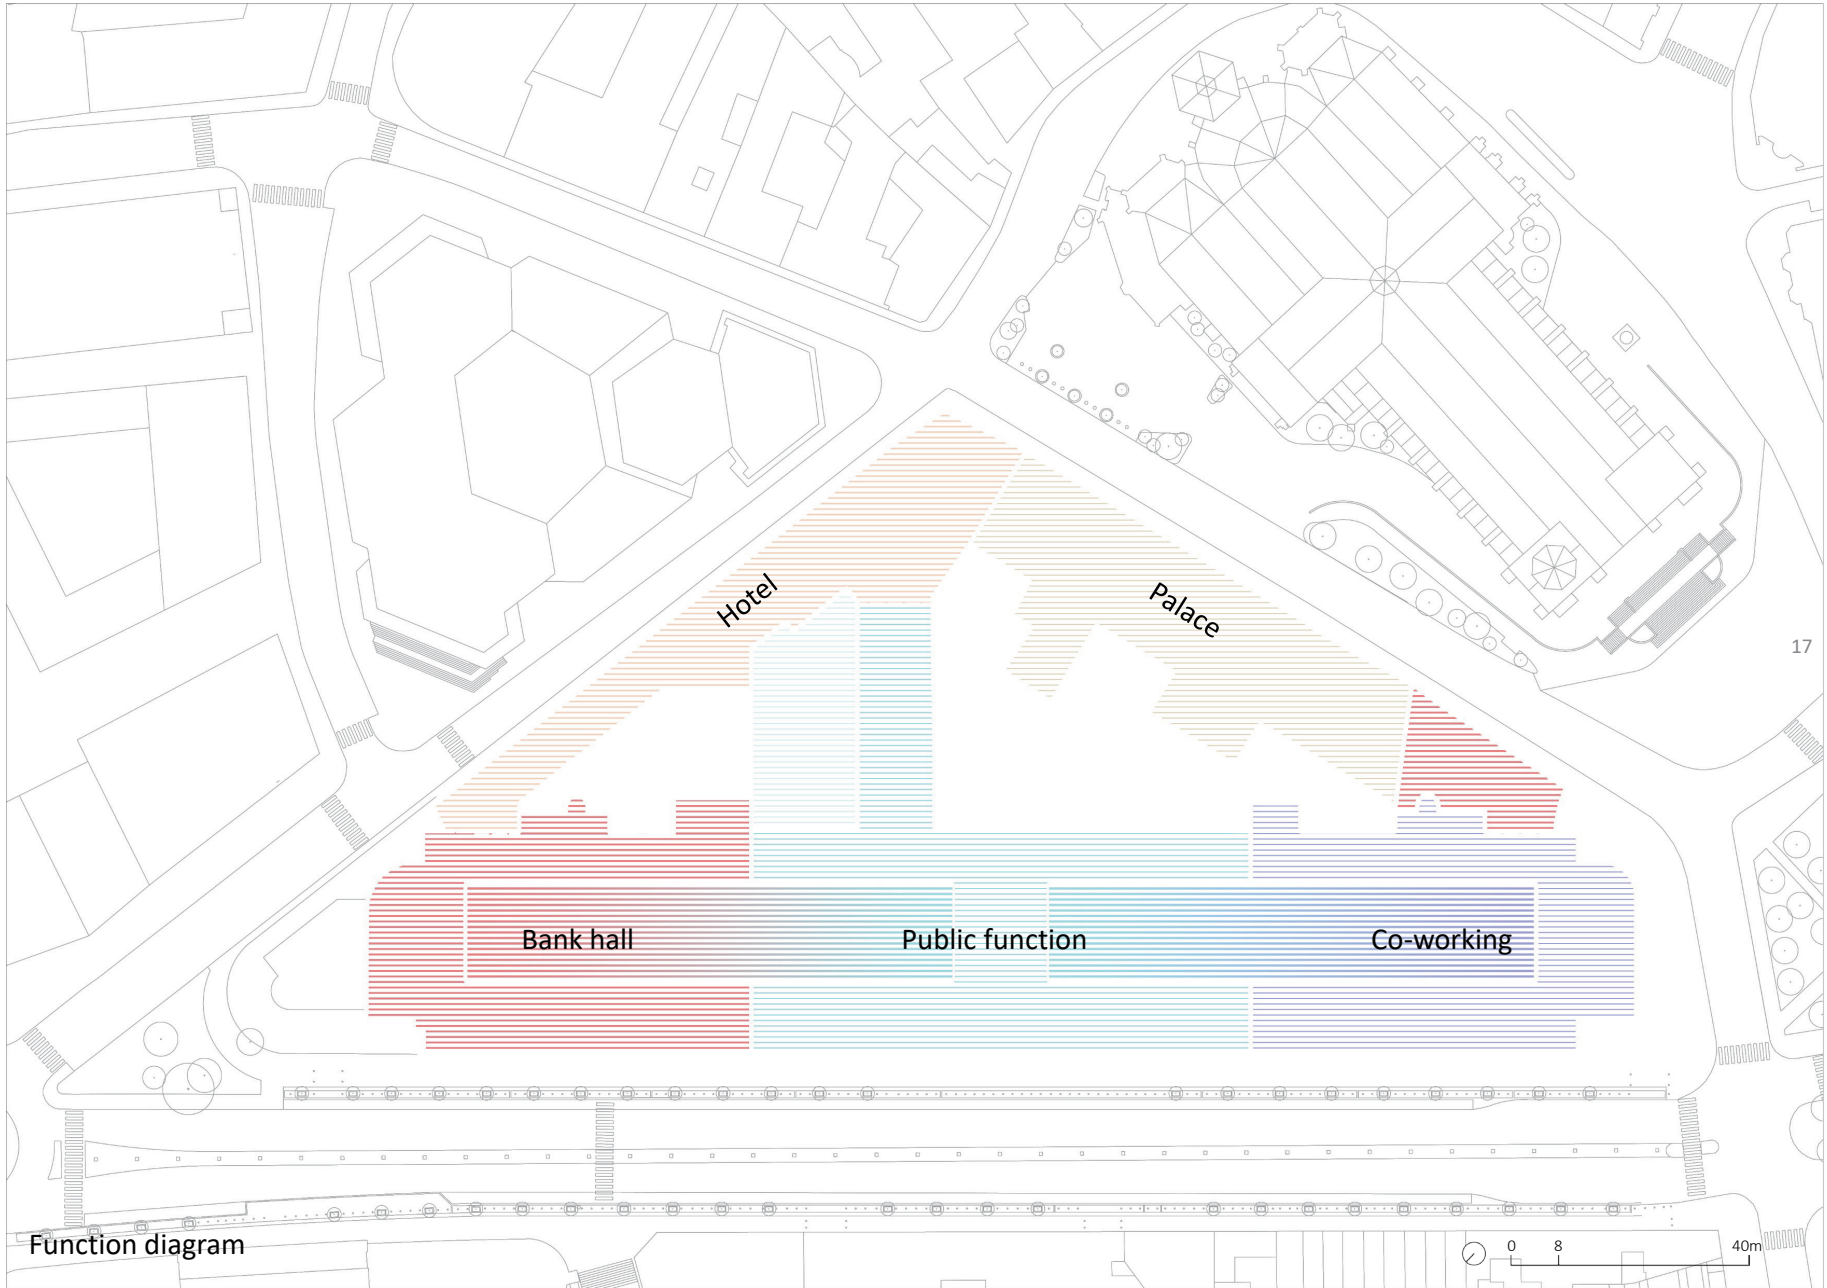 Hotel
Palace
17
Bank hall
Public function
Co-working
Function diagram
0 8 40m